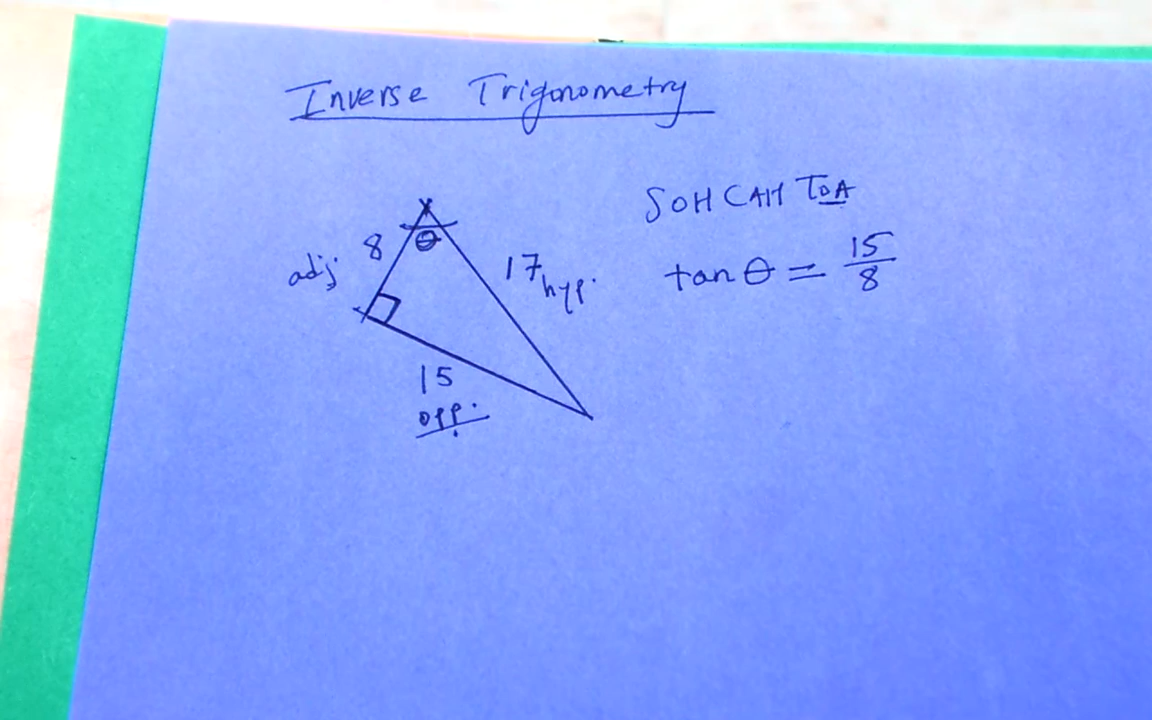 Inverse Trigonometry
SOH CAH TOA
tan θ = 15/8
θ
8
adj
17
hyp.
15
opp.